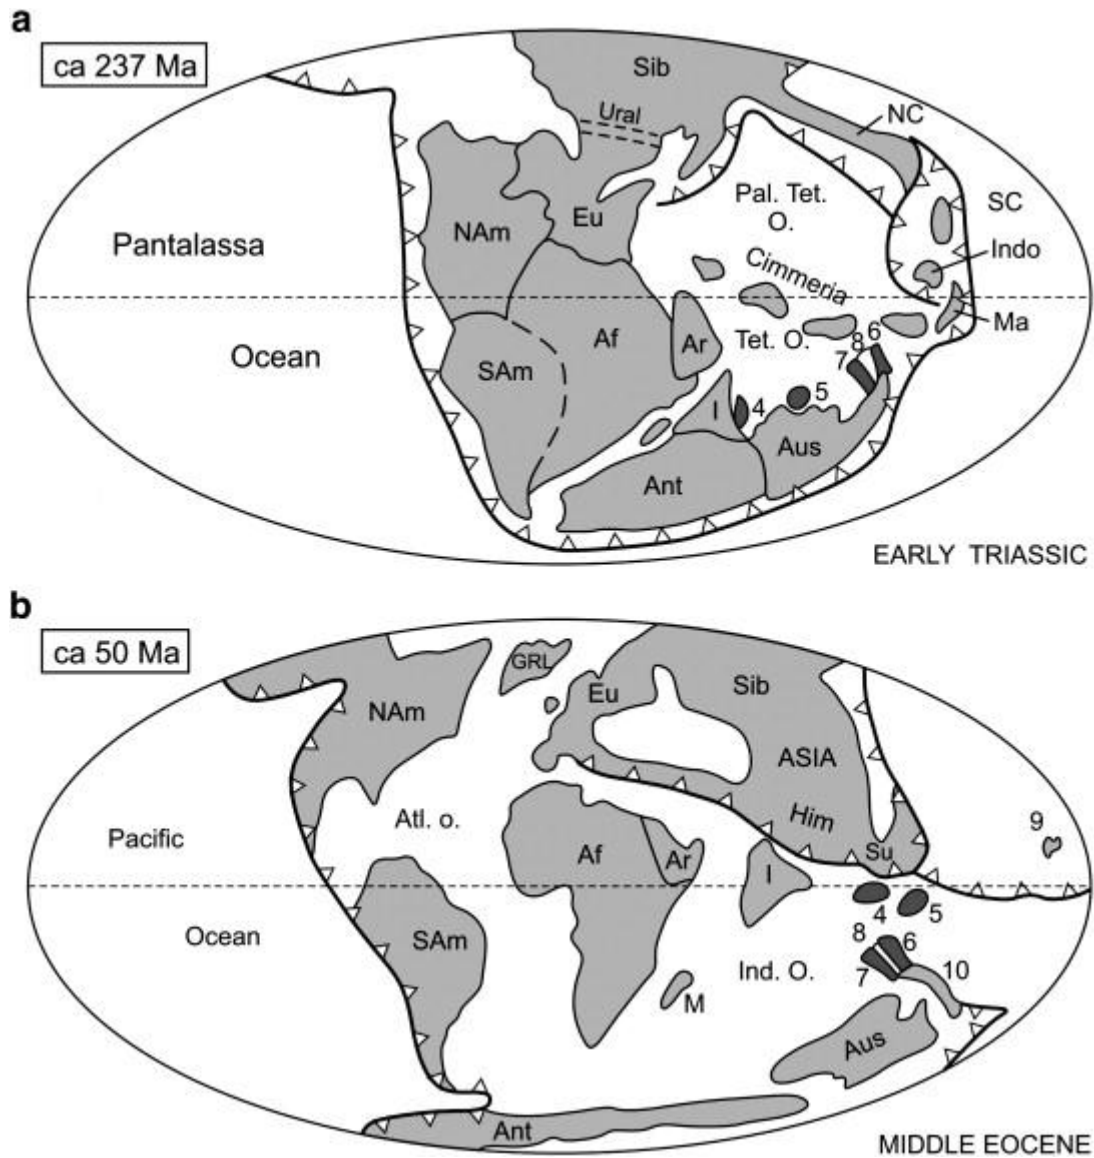 a
ca 237 Ma
Sib
Ural
NC
Pal. Tet.
O.
SC
Eu
NAm
Pantalassa
Cimmeria
Indo
Ma
Ocean
Af
Ar
Tet. O.
8 6
7
SAm
I
4
5
Aus
Ant
EARLY TRIASSIC
b
ca 50 Ma
GRL
Eu
Sib
NAm
ASIA
Atl. o.
Him
9
Pacific
Af
Ar
I
Su
4
5
Ocean
SAm
8
6
7
10
Ind. O.
M
Aus
Ant
MIDDLE EOCENE